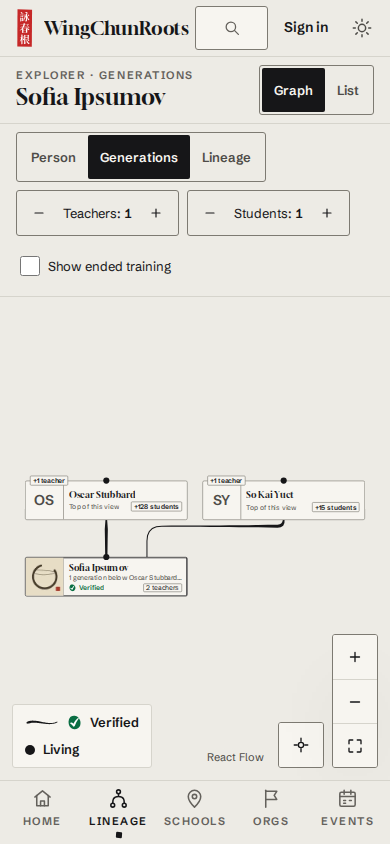 詠春根
WingChunRoots
Sign in
EXPLORER · GENERATIONS
Sofia Ipsumov
Graph
List
Person
Generations
Lineage
− Teachers: 1 +
− Students: 1 +
Show ended training
+1 teacher
OS
Oscar Stubbard
Top of this view
+128 students
+1 teacher
SY
So Kai Yuct
Top of this view
+15 students
Sofia Ipsumov
1 generation below Oscar Stubbard...
Verified
2 teachers
+
−
Verified
Living
React Flow
HOME
LINEAGE
SCHOOLS
ORGS
EVENTS